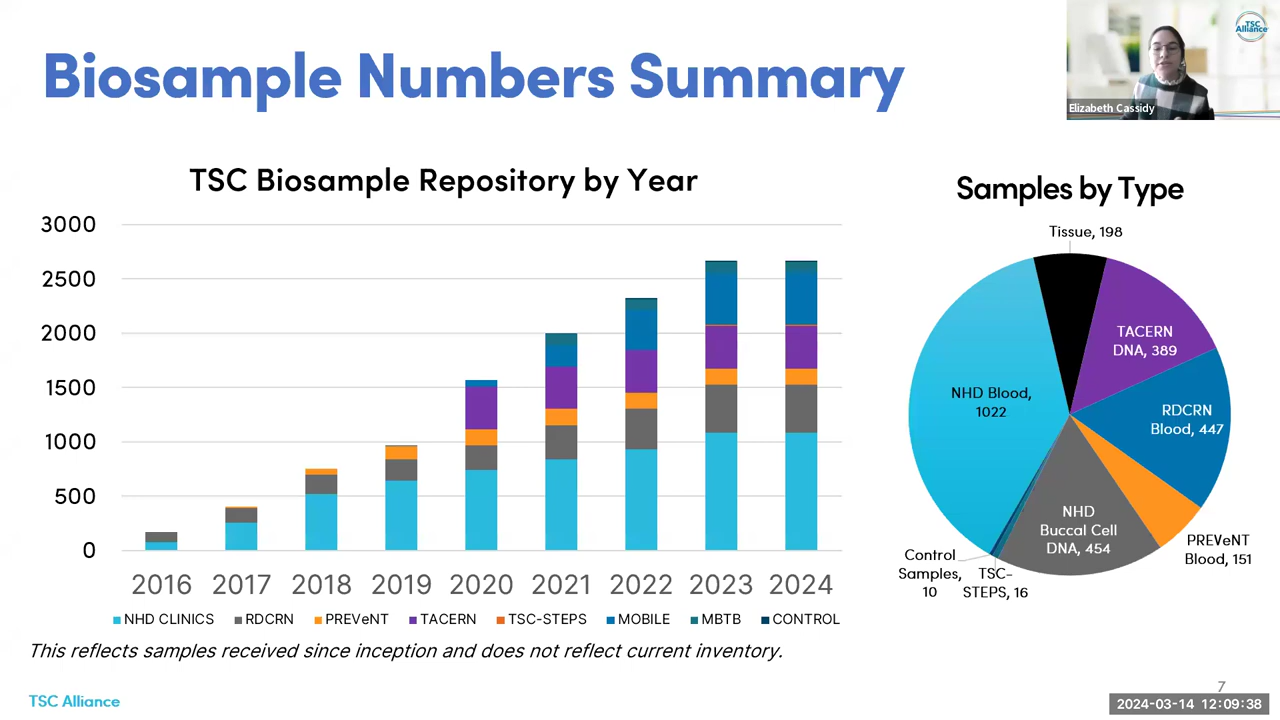 Biosample Numbers Summary
TSC
Alliance
Elizabeth Cassidy
TSC Biosample Repository by Year
3000
2500
2000
1500
1000
500
0
2016 2017 2018 2019 2020 2021 2022 2023 2024
NHD CLINICS RDCRN PREVeNT TACERN TSC-STEPS MOBILE MBTB CONTROL
This reflects samples received since inception and does not reflect current inventory.
Samples by Type
Tissue, 198
TACERN
DNA, 389
RDCRN
Blood, 447
PREVeNT
Blood, 151
NHD
Buccal Cell
DNA, 454
TSC-
STEPS, 16
Control
Samples,
10
NHD Blood,
1022
TSC Alliance
7
2024-03-14 12:09:38